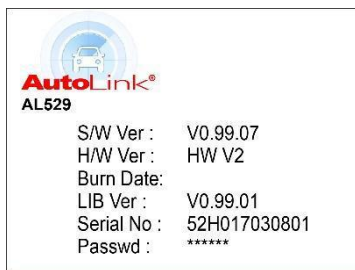 AutoLink®
AL529
S/W Ver : V0.99.07
H/W Ver : HW V2
Burn Date:
LIB Ver : V0.99.01
Serial No : 52H017030801
Passwd : ******